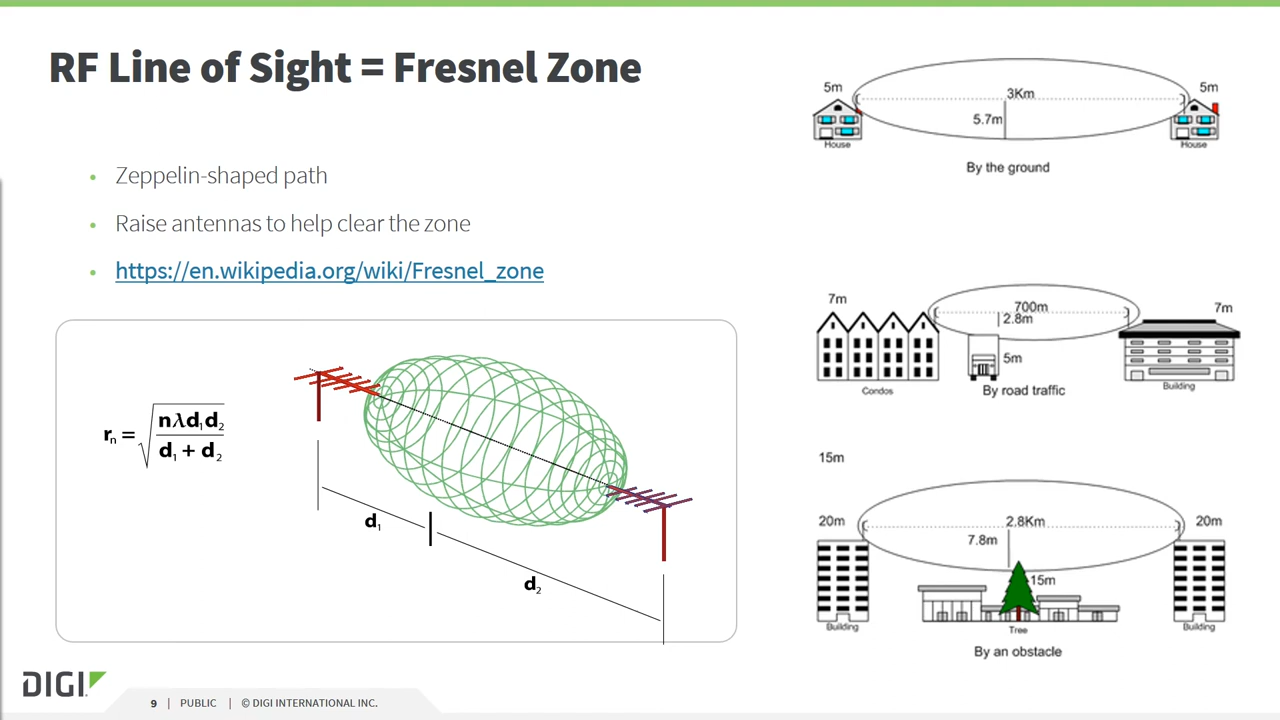 RF Line of Sight = Fresnel Zone
• Zeppelin-shaped path
• Raise antennas to help clear the zone
• https://en.wikipedia.org/wiki/Fresnel_zone
rₙ = √(nλd₁d₂ / d₁ + d₂)
d₁
d₂
5m
5m
3Km
5.7m
House
House
By the ground
7m
7m
700m
2.8m
5m
Condos
By road traffic
Building
15m
20m
20m
2.8Km
7.8m
15m
Building
Tree
Building
By an obstacle
DIGI
9 | PUBLIC | © DIGI INTERNATIONAL INC.